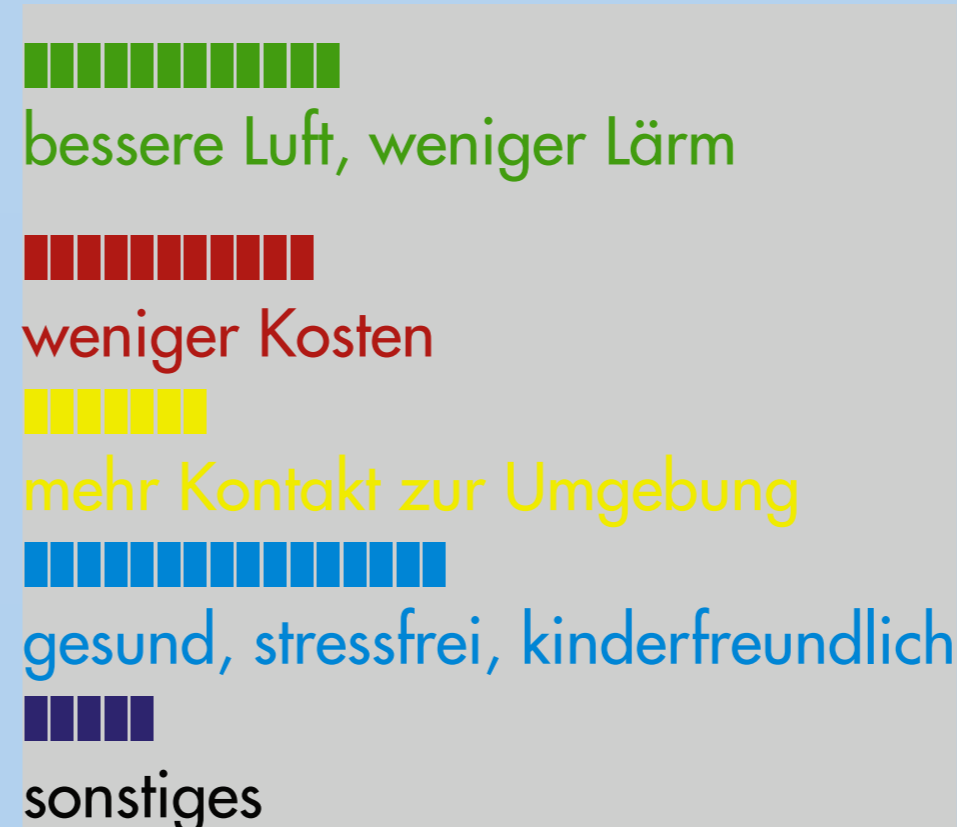 bessere Luft, weniger Lärm
weniger Kosten
mehr Kontakt zur Umgebung
gesund, stressfrei, kinderfreundlich
sonstiges